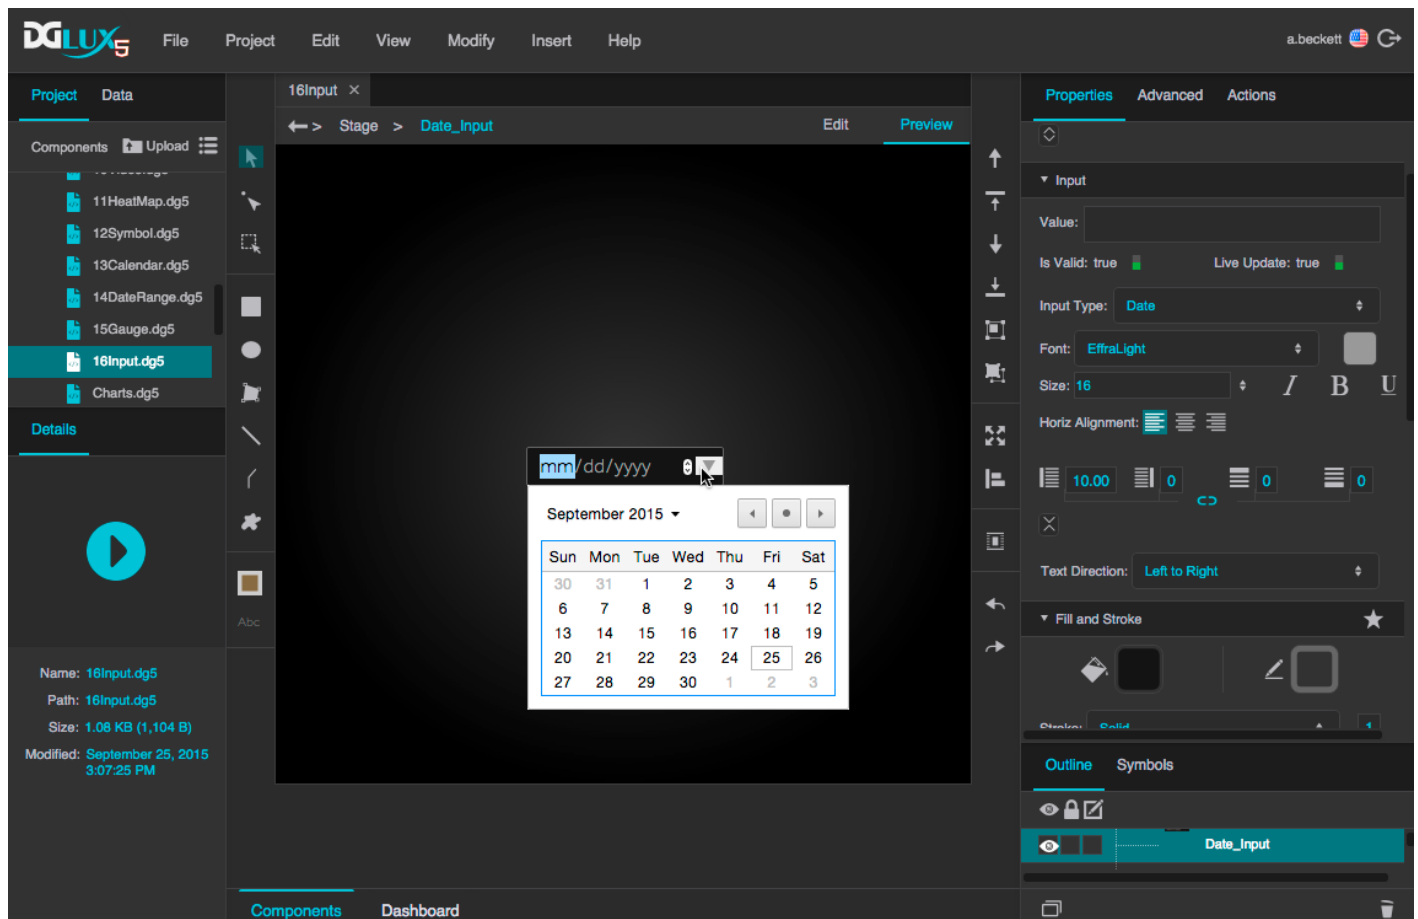 DGLUX5
File Project Edit View Modify Insert Help
a.beckett
Project Data
Components Upload
11HeatMap.dg5
12Symbol.dg5
13Calendar.dg5
14DateRange.dg5
15Gauge.dg5
16Input.dg5
Charts.dg5
Details
Name: 16Input.dg5
Path: 16Input.dg5
Size: 1.08 KB (1,104 B)
Modified: September 25, 2015
3:07:25 PM
Abc
16Input ×
> Stage > Date_Input Edit Preview
mm/dd/yyyy
September 2015
Sun Mon Tue Wed Thu Fri Sat
30 31 1 2 3 4 5
6 7 8 9 10 11 12
13 14 15 16 17 18 19
20 21 22 23 24 25 26
27 28 29 30 1 2 3
Components Dashboard
Properties Advanced Actions
Input
Value:
Is Valid: true Live Update: true
Input Type: Date
Font: EffraLight
Size: 16 I B U
Horiz Alignment:
10.00 0 0 0
Text Direction: Left to Right
Fill and Stroke
Stroke: Solid 1
Outline Symbols
Date_Input